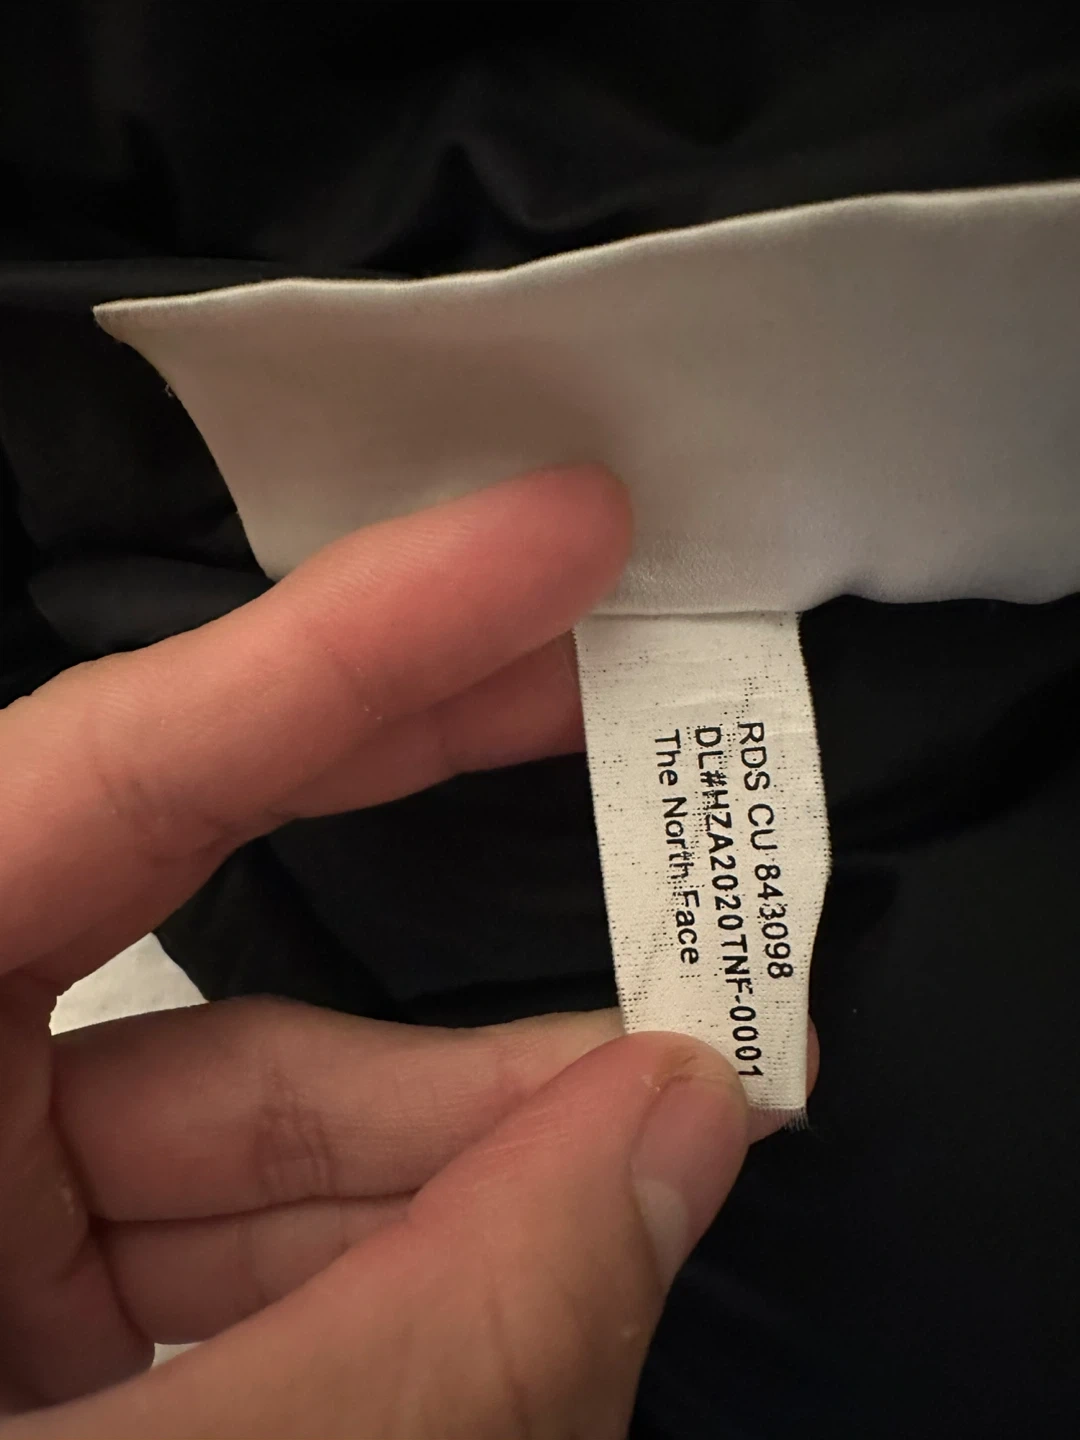 RDS CU 843098
DL#HZA2020TNF-0001
The North Face